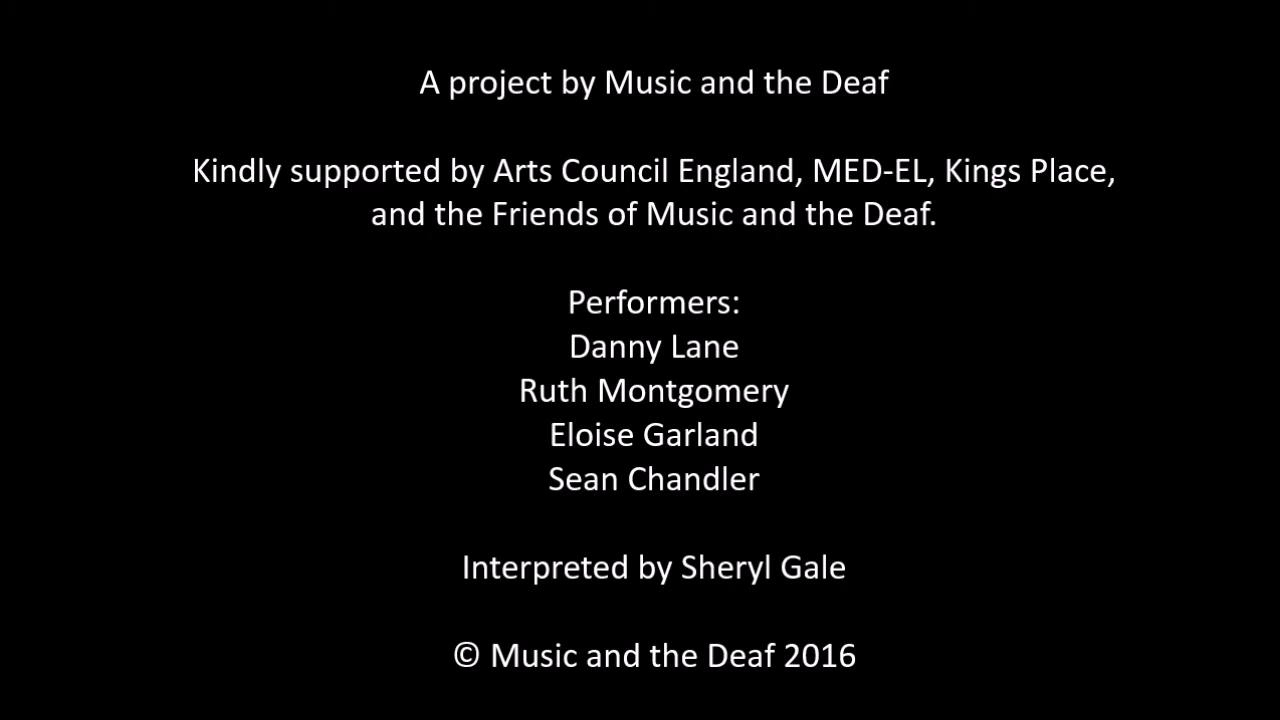 A project by Music and the Deaf
Kindly supported by Arts Council England, MED-EL, Kings Place,
and the Friends of Music and the Deaf.
Performers:
Danny Lane
Ruth Montgomery
Eloise Garland
Sean Chandler
Interpreted by Sheryl Gale
© Music and the Deaf 2016